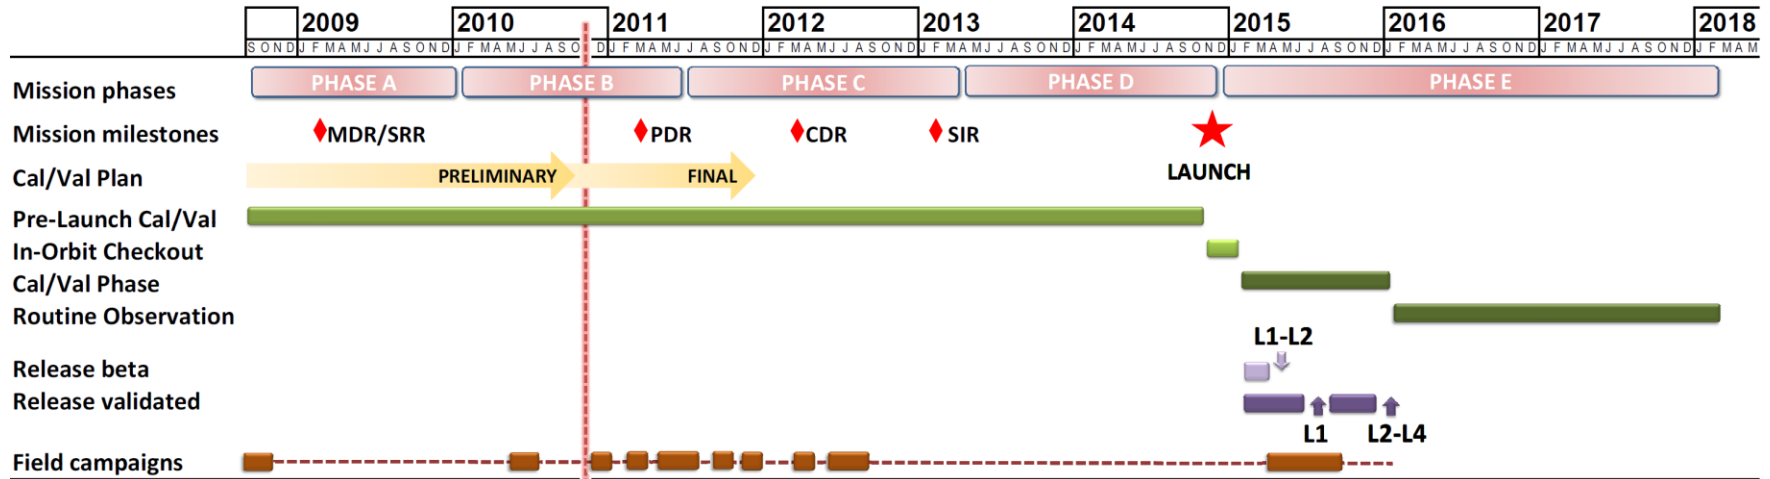 2009 2010 2011 2012 2013 2014 2015 2016 2017 2018
S O N D J F M A M J J A S O N D J F M A M J J A S O D J F M A M J J A S O N D J F M A M J J A S O N D J F M A M J J A S O N D J F M A M J J A S O N D J F M A M J J A S O N D J F M A M J J A S O N D J F M A M J J A S O N D J F M A M
Mission phases PHASE A PHASE B PHASE C PHASE D PHASE E
Mission milestones MDR/SRR PDR CDR SIR
LAUNCH
Cal/Val Plan PRELIMINARY FINAL
Pre-Launch Cal/Val
In-Orbit Checkout
Cal/Val Phase
Routine Observation
L1-L2
Release beta
Release validated
L1 L2-L4
Field campaigns